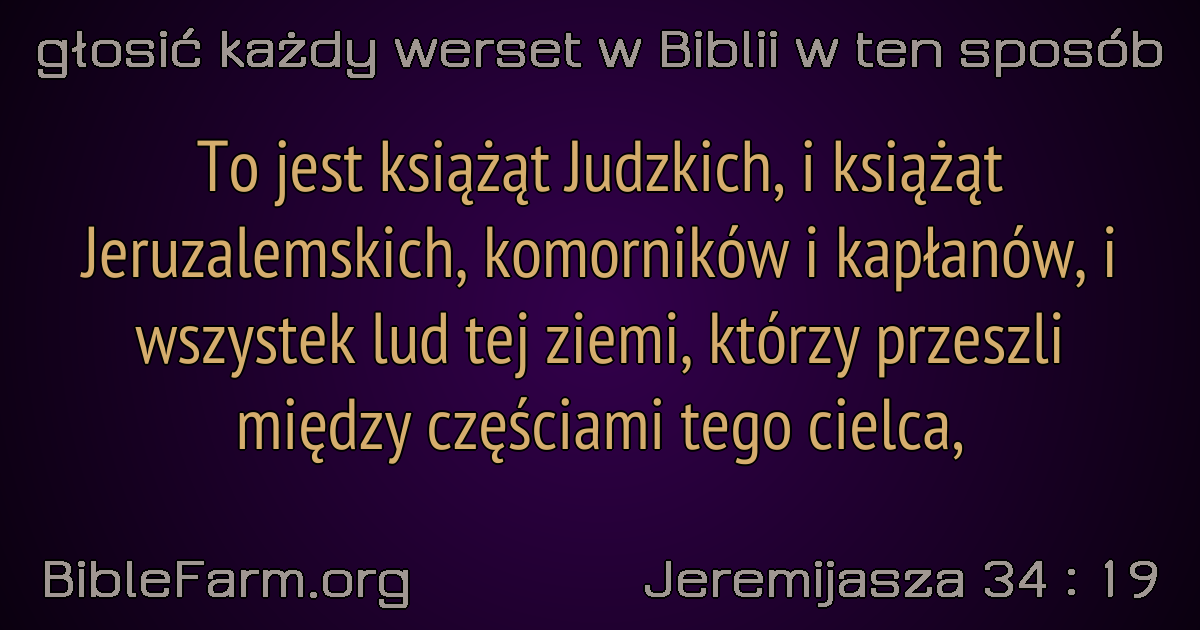 głosić każdy werset w Biblii w ten sposób
To jest książąt Judzkich, i książąt
Jeruzalemskich, komorników i kapłanów, i
wszystek lud tej ziemi, którzy przeszli
między częściami tego cielca,
BibleFarm.org
Jeremijasza 34 : 19